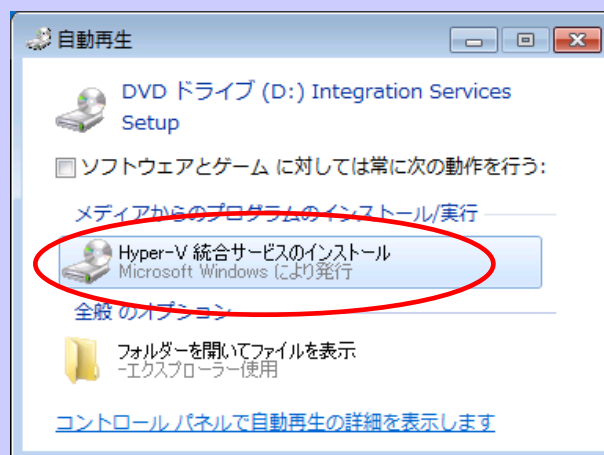 自動再生
DVD ドライブ (D:) Integration Services
Setup
ソフトウェアとゲーム に対しては常に次の動作を行う:
メディアからのプログラムのインストール/実行
Hyper-V 統合サービスのインストール
Microsoft Windows により発行
全般 のオプション
フォルダーを開いてファイルを表示
-エクスプローラー使用
コントロール パネルで自動再生の詳細を表示します